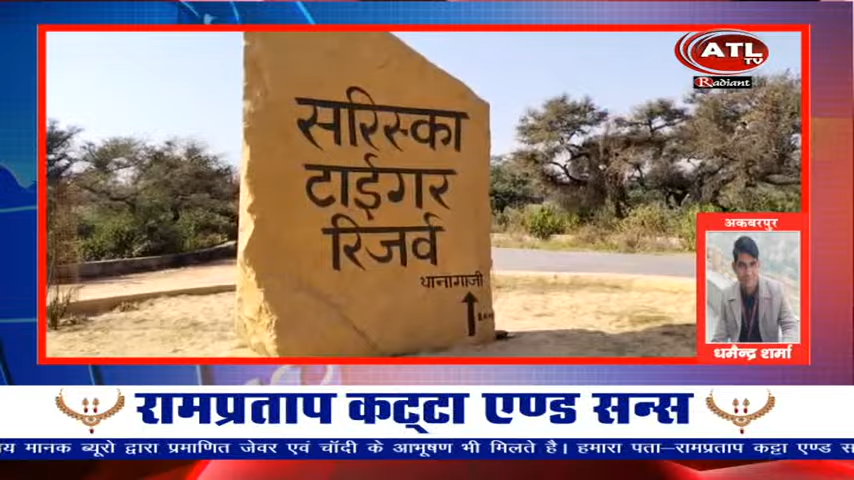 ATL
TV
Radiant
सारिस्का
टाईगर
रिजर्व
थानागाजी
अकबरपुर
धर्मेन्द्र शर्मा
रामप्रताप कट्टा एण्ड सन्स
य मानक ब्यूरो द्वारा प्रमाणित जेवर एवं चाँदी के आभूषण भी मिलते है। हमारा पता–रामप्रताप कट्टा एण्ड स